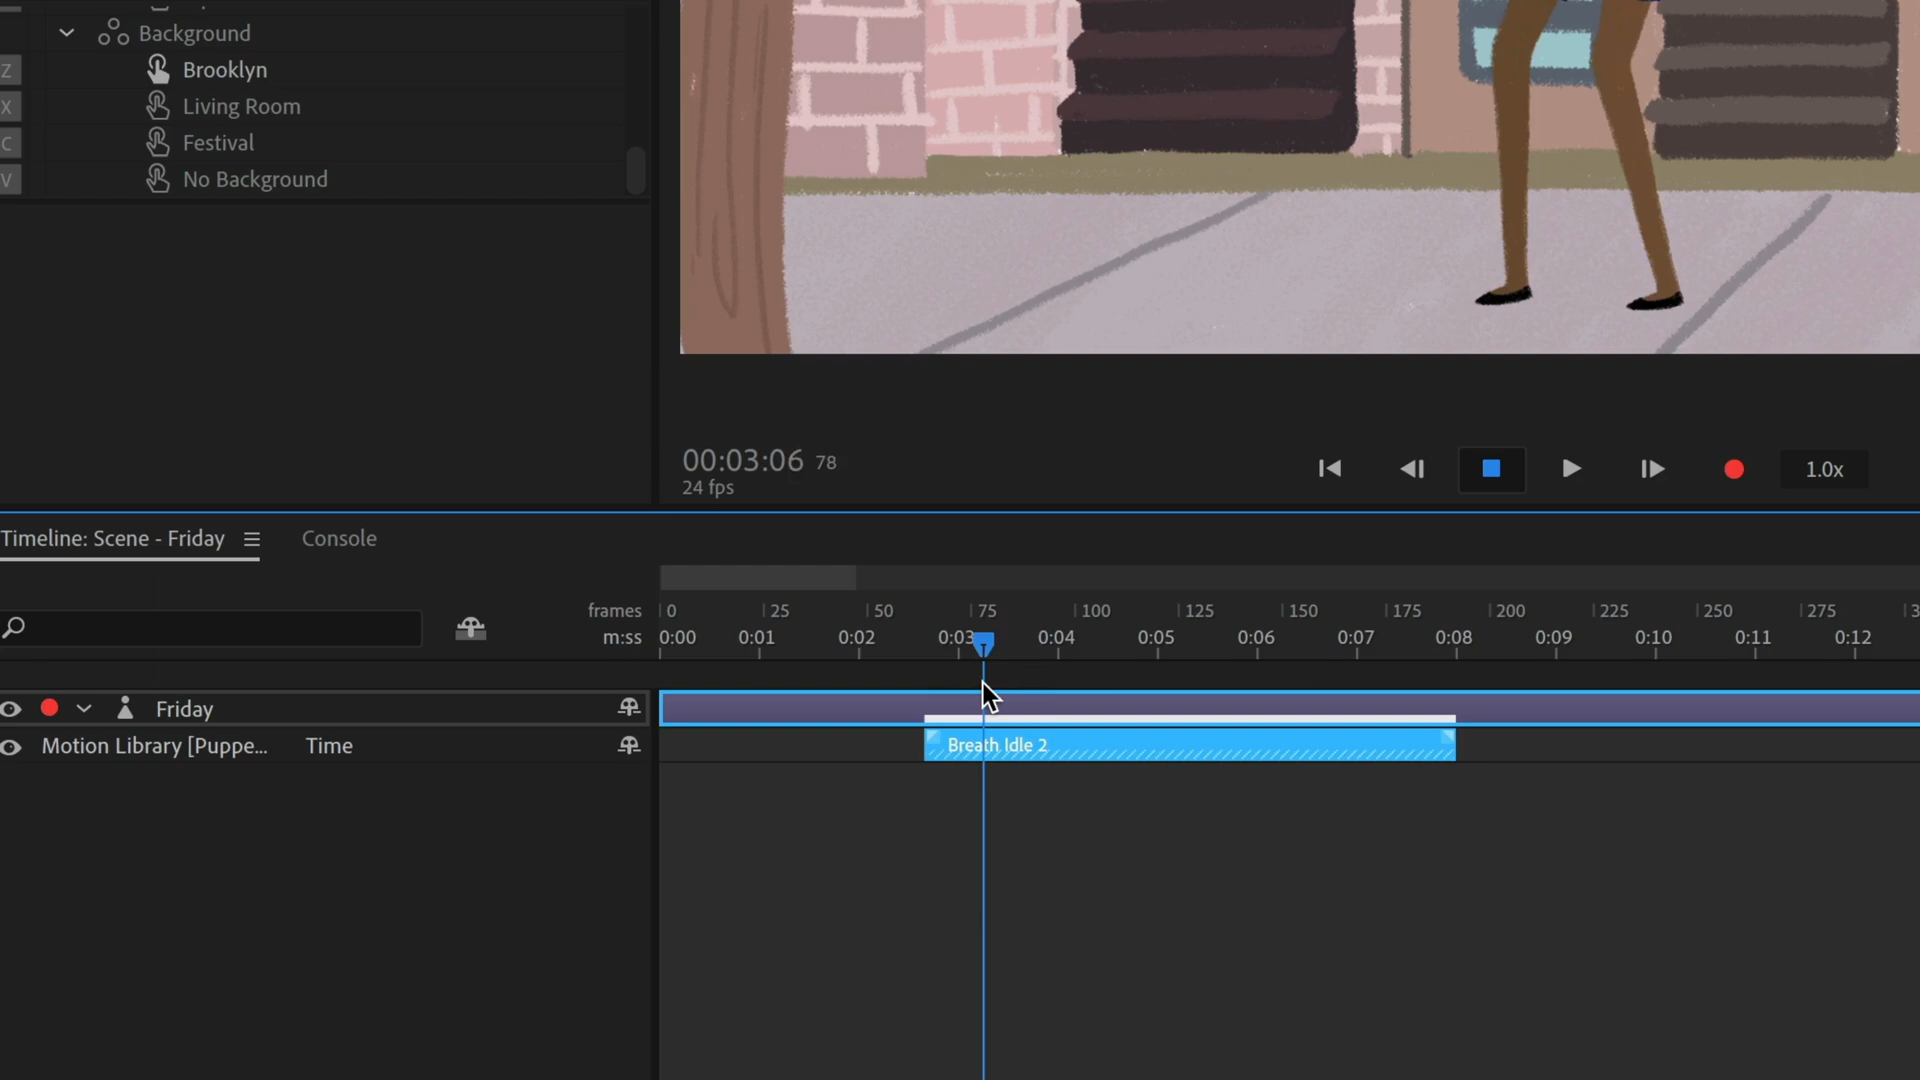 Background
Z Brooklyn
X Living Room
C Festival
V No Background
00:03:06 78
24 fps
1.0x
Timeline: Scene - Friday Console
frames 0 25 50 75 100 125 150 175 200 225 250 275 3
m:ss 0:00 0:01 0:02 0:03 0:04 0:05 0:06 0:07 0:08 0:09 0:10 0:11 0:12
Friday
Motion Library [Puppe... Time
Breath Idle 2